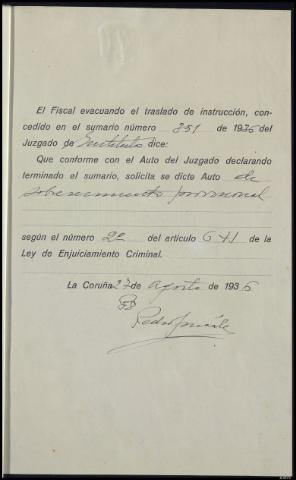 El Fiscal evacuando el traslado de instrucción, con-
cedido en el sumario número 351 de 1936 del
Juzgado de Instituto dice:
Que conforme con el Auto del Juzgado declarando
terminado el sumario, solicita se dicte Auto de
sobreseimiento provisional
según el número 2º del artículo 641 de la
Ley de Enjuiciamiento Criminal.
La Coruña 27 de agosto de 1936
Pedro